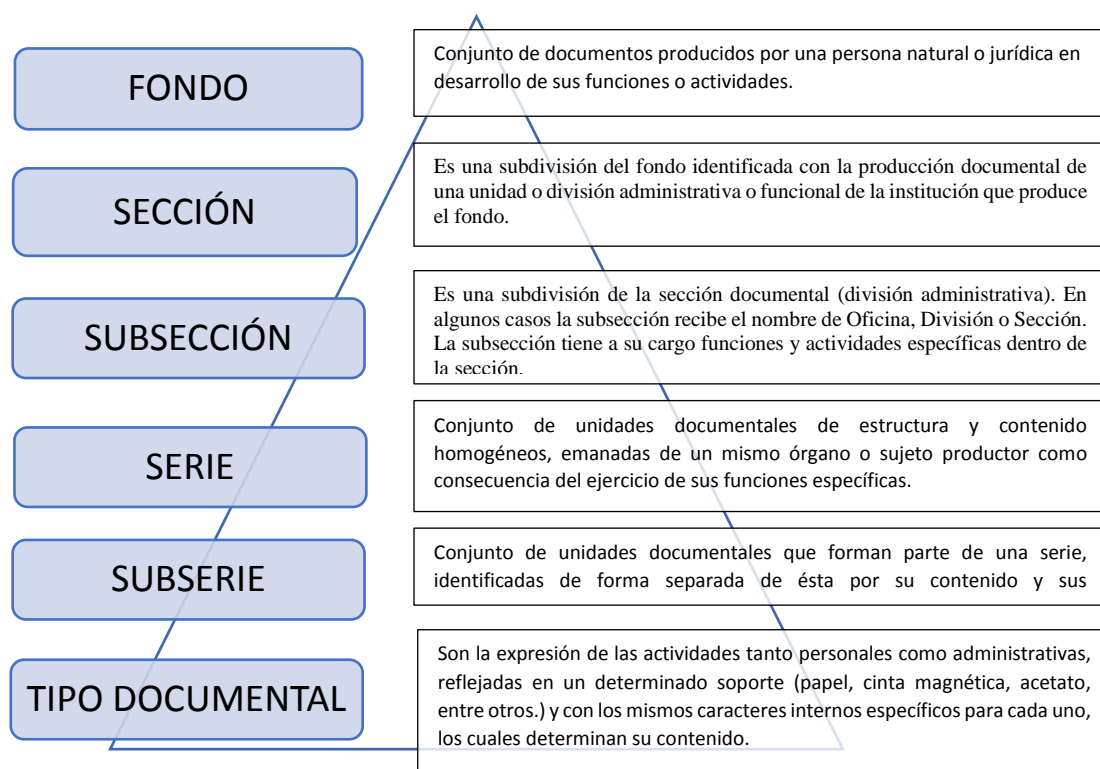 FONDO
Conjunto de documentos producidos por una persona natural o jurídica en
desarrollo de sus funciones o actividades.
SECCIÓN
Es una subdivisión del fondo identificada con la producción documental de
una unidad o división administrativa o funcional de la institución que produce
el fondo.
SUBSECCIÓN
Es una subdivisión de la sección documental (división administrativa). En
algunos casos la subsección recibe el nombre de Oficina, División o Sección.
La subsección tiene a su cargo funciones y actividades específicas dentro de
la sección.
SERIE
Conjunto de unidades documentales de estructura y contenido
homogéneos, emanadas de un mismo órgano o sujeto productor como
consecuencia del ejercicio de sus funciones específicas.
SUBSERIE
Conjunto de unidades documentales que forman parte de una serie,
identificadas de forma separada de ésta por su contenido y sus
TIPO DOCUMENTAL
Son la expresión de las actividades tanto personales como administrativas,
reflejadas en un determinado soporte (papel, cinta magnética, acetato,
entre otros.) y con los mismos caracteres internos específicos para cada uno,
los cuales determinan su contenido.